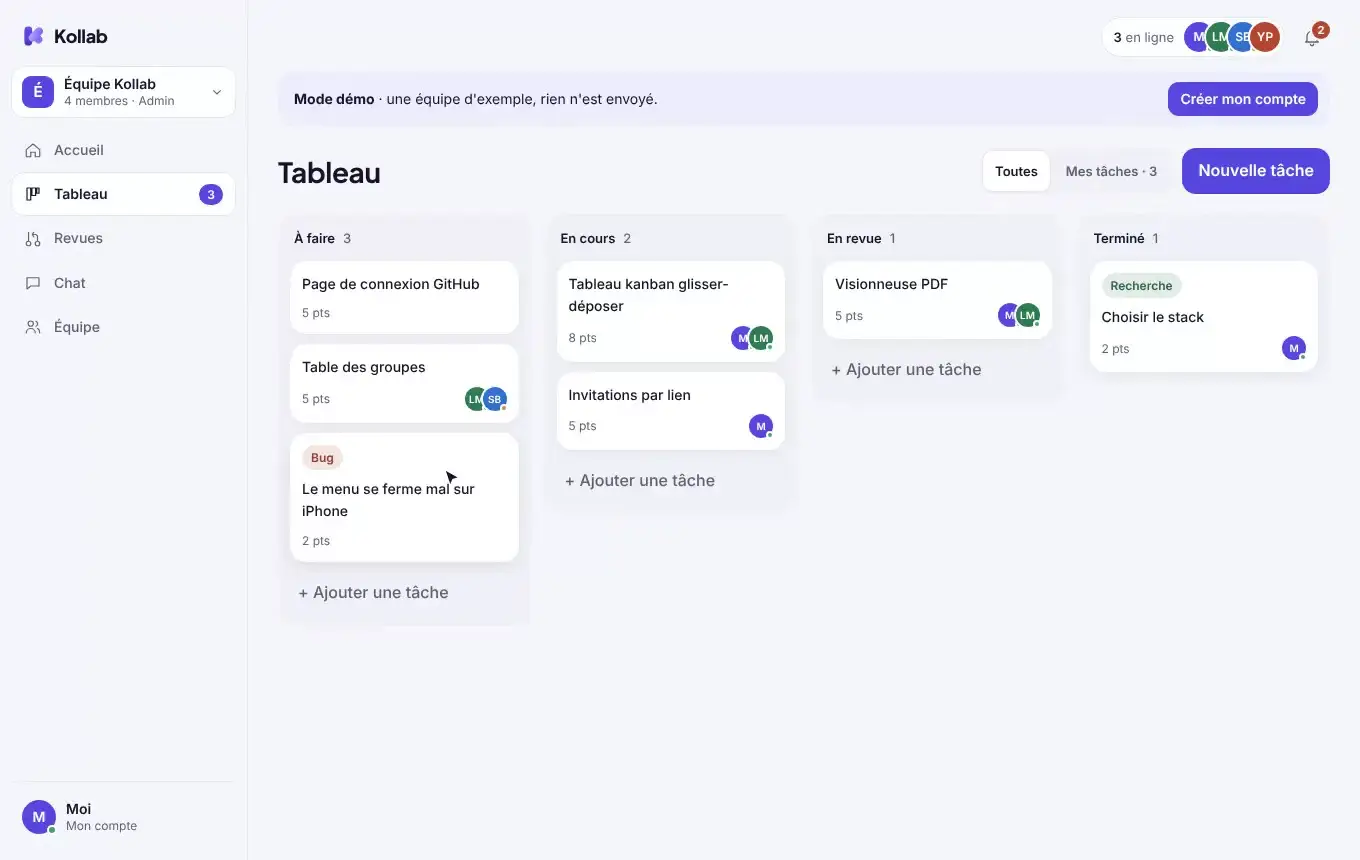 Kollab
É
Équipe Kollab
4 membres · Admin
Accueil
Tableau
3
Revues
Chat
Équipe
M
Moi
Mon compte
3 en ligne
M
LM
SB
YP
2
Mode démo · une équipe d'exemple, rien n'est envoyé.
Créer mon compte
Tableau
Toutes
Mes tâches · 3
Nouvelle tâche
À faire 3
Page de connexion GitHub
5 pts
Table des groupes
5 pts
LM
SB
Bug
Le menu se ferme mal sur
iPhone
2 pts
+ Ajouter une tâche
En cours 2
Tableau kanban glisser-
déposer
8 pts
M
LM
Invitations par lien
5 pts
M
+ Ajouter une tâche
En revue 1
Visionneuse PDF
5 pts
M
LM
+ Ajouter une tâche
Terminé 1
Recherche
Choisir le stack
2 pts
M